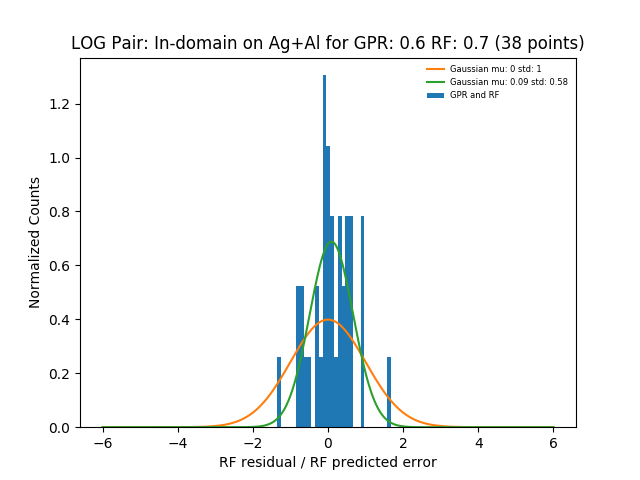 LOG Pair: In-domain on Ag+Al for GPR: 0.6 RF: 0.7 (38 points)
Gaussian mu: 0 std: 1
Gaussian mu: 0.09 std: 0.58
GPR and RF
Normalized Counts
1.2
1.0
0.8
0.6
0.4
0.2
0.0
−6 −4 −2 0 2 4 6
RF residual / RF predicted error